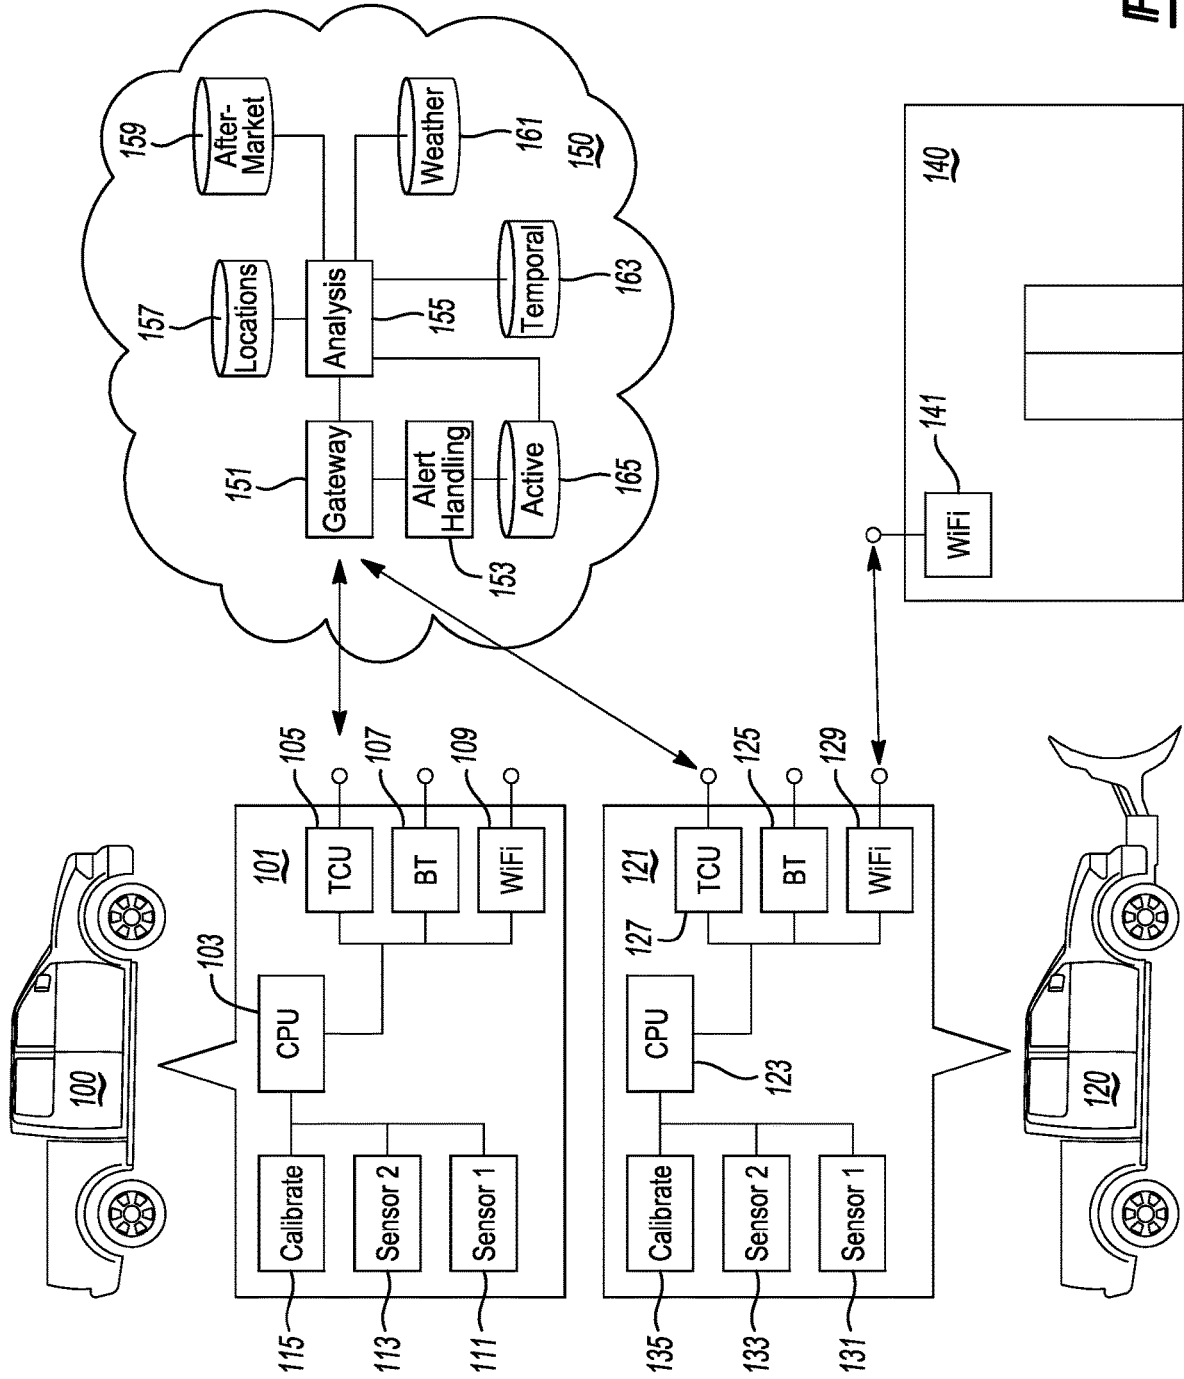 100
101
103
CPU
105
TCU
107
BT
109
WiFi
115
Calibrate
113
Sensor 2
111
Sensor 1
120
121
123
CPU
127
TCU
125
BT
129
WiFi
135
Calibrate
133
Sensor 2
131
Sensor 1
150
151
Gateway
153
Alert
Handling
155
Analysis
157
Locations
159
After-
Market
161
Weather
163
Temporal
165
Active
140
141
WiFi